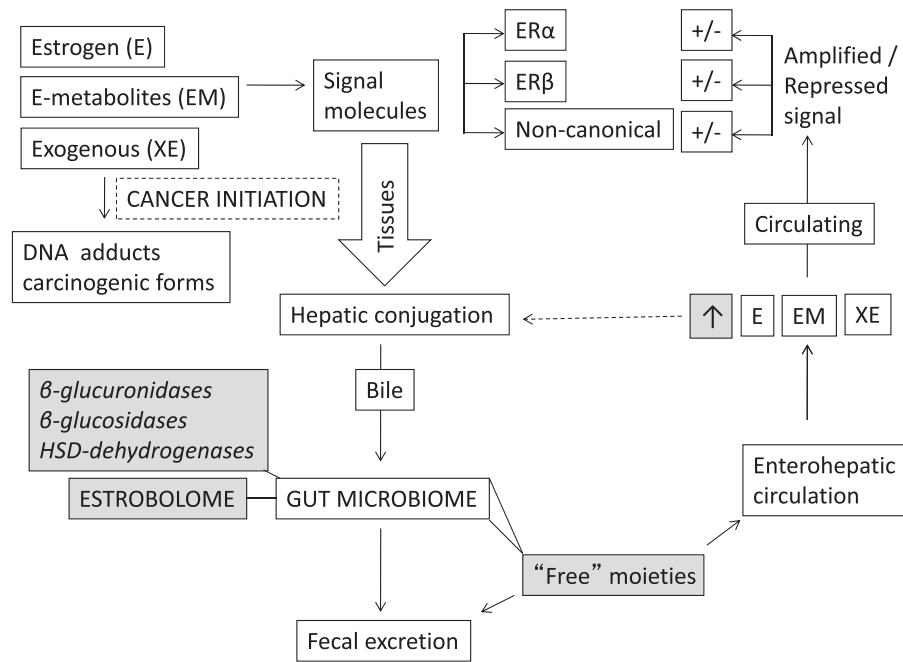 Estrogen (E)
E-metabolites (EM)
Exogenous (XE)
CANCER INITIATION
DNA adducts
carcinogenic forms
Signal
molecules
ERα
ERβ
Non-canonical
+/-
+/-
+/-
Amplified /
Repressed
signal
Circulating
↑
E
EM
XE
Tissues
Hepatic conjugation
Bile
β-glucuronidases
β-glucosidases
HSD-dehydrogenases
ESTROBOLOME
GUT MICROBIOME
Enterohepatic
circulation
“Free” moieties
Fecal excretion